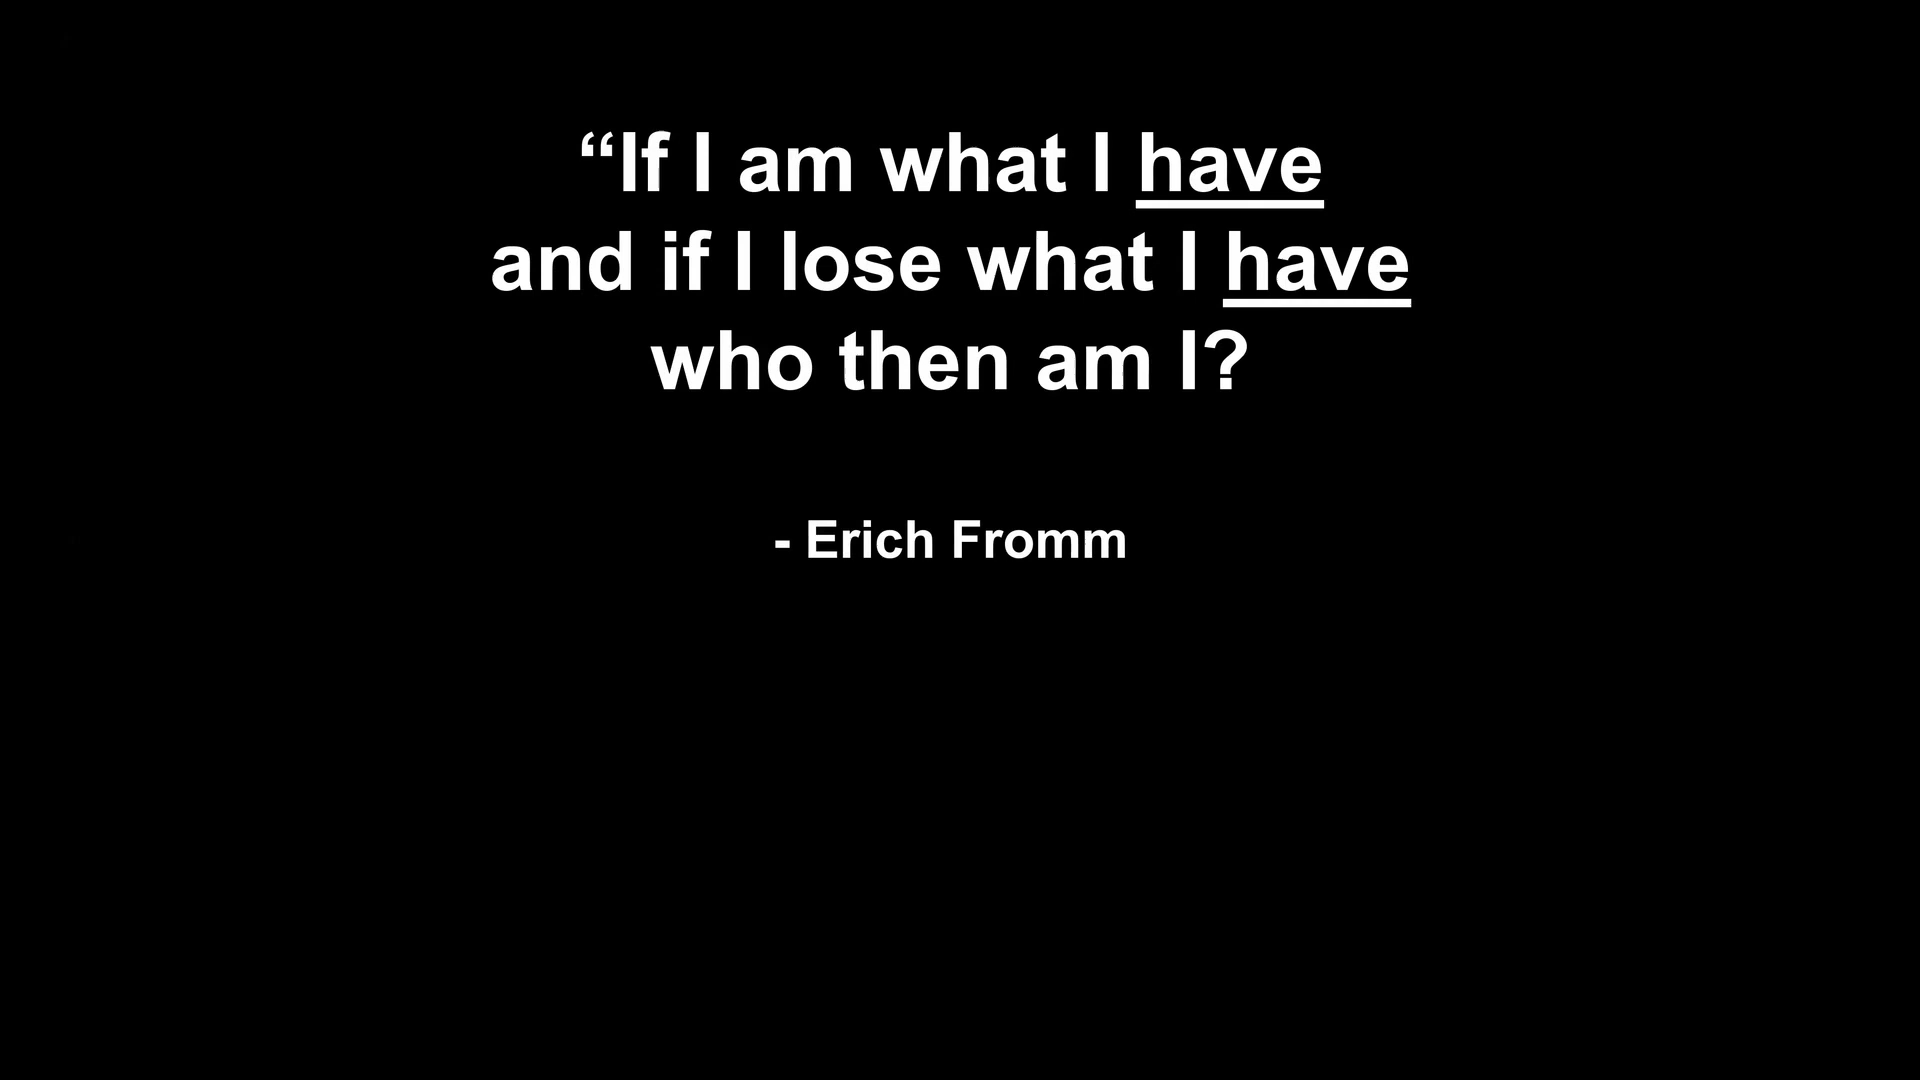 “If I am what I have
and if I lose what I have
who then am I?
- Erich Fromm